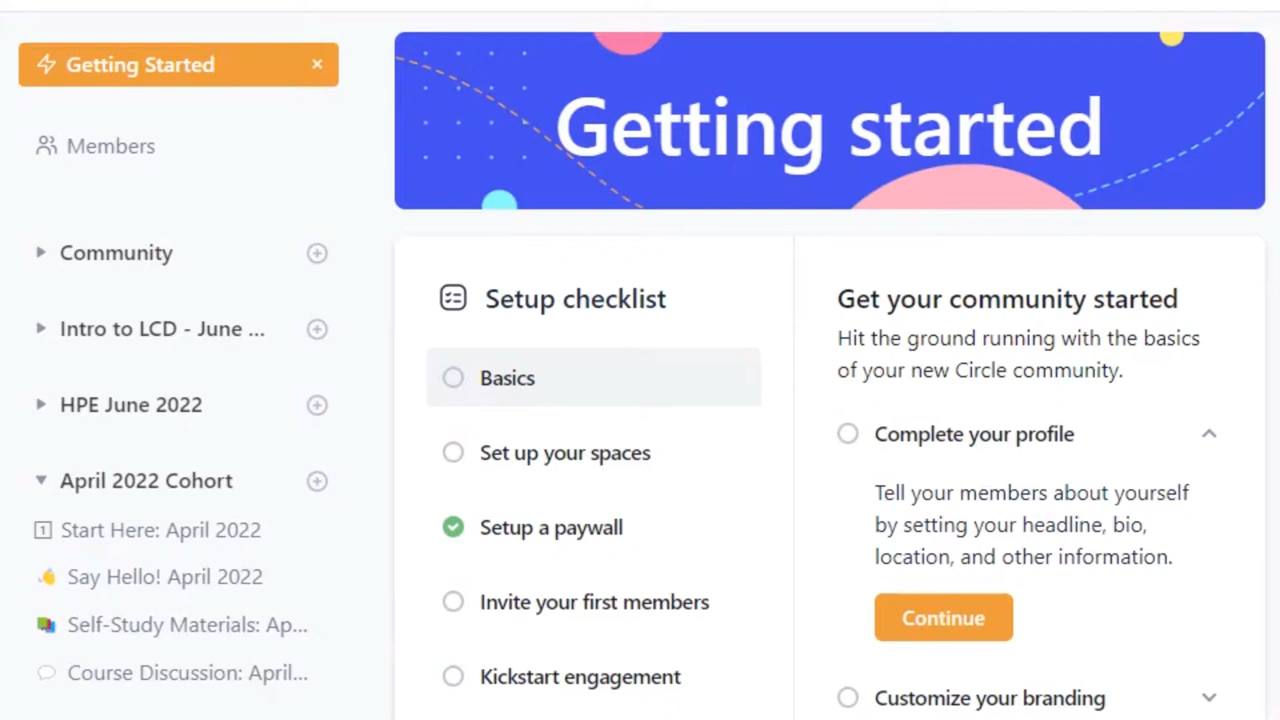 Getting Started
Members
Community
Intro to LCD - June ...
HPE June 2022
April 2022 Cohort
1 Start Here: April 2022
Say Hello! April 2022
Self-Study Materials: Ap...
Course Discussion: April...
Getting started
Setup checklist
Basics
Set up your spaces
Setup a paywall
Invite your first members
Kickstart engagement
Get your community started
Hit the ground running with the basics
of your new Circle community.
Complete your profile
Tell your members about yourself
by setting your headline, bio,
location, and other information.
Continue
Customize your branding